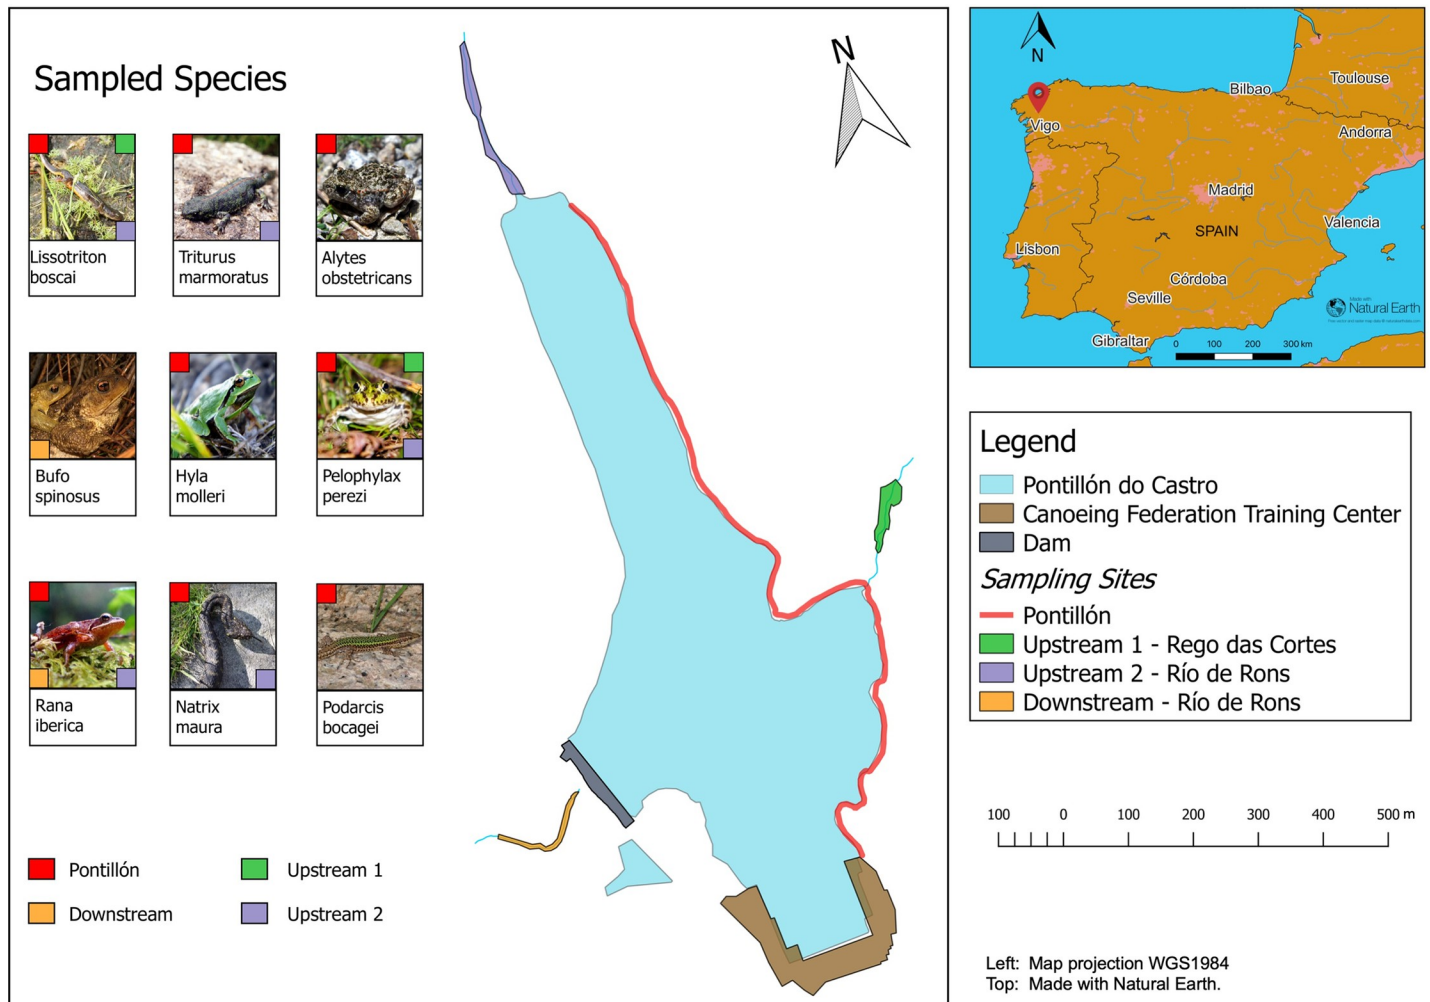 Sampled Species
N
Lissotriton
boscai
Triturus
marmoratus
Alytes
obstetricans
Bufo
spinosus
Hyla
molleri
Pelophylax
perezi
Rana
iberica
Natrix
maura
Podarcis
bocagei
Pontillón
Upstream 1
Downstream
Upstream 2
N
Toulouse
Bilbao
Vigo
Andorra
Madrid
Valencia
SPAIN
Lisbon
Córdoba
Seville
Gibraltar
Made with
Natural Earth
0 100 200 300 km
Legend
Pontillón do Castro
Canoeing Federation Training Center
Dam
Sampling Sites
Pontillón
Upstream 1 - Rego das Cortes
Upstream 2 - Río de Rons
Downstream - Río de Rons
100 0 100 200 300 400 500 m
Left: Map projection WGS1984
Top: Made with Natural Earth.